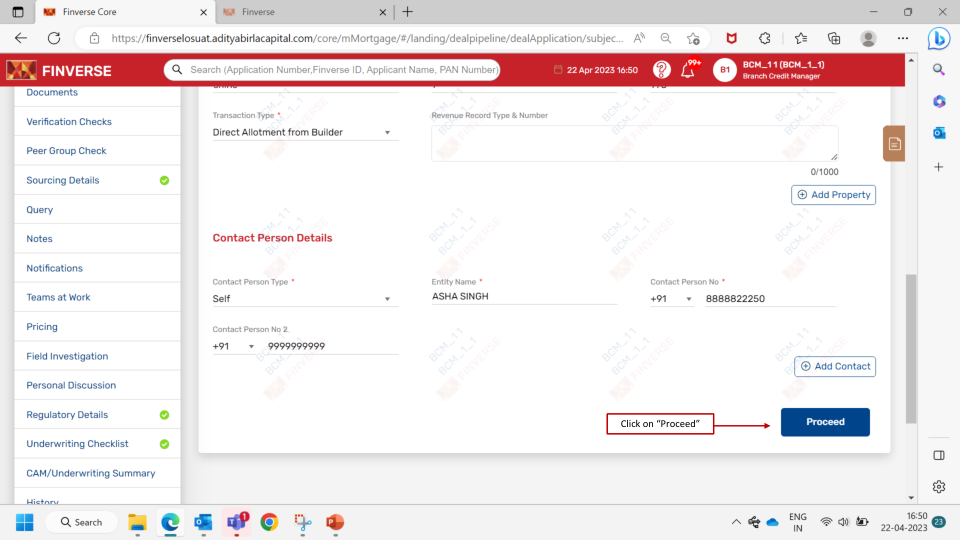 Finverse Core
Finverse
https://finverselosuat.adityabirlacapital.com/core/mMortgage/#/landing/dealpipeline/dealApplication/subjec...
FINVERSE
Search (Application Number,Finverse ID, Applicant Name, PAN Number)
22 Apr 2023 16:50
99+
B1
BCM_11 (BCM_1_1)
Branch Credit Manager
Documents
Verification Checks
Peer Group Check
Sourcing Details
Query
Notes
Notifications
Teams at Work
Pricing
Field Investigation
Personal Discussion
Regulatory Details
Underwriting Checklist
CAM/Underwriting Summary
History
Transaction Type *
Direct Allotment from Builder
Revenue Record Type & Number
0/1000
Add Property
Contact Person Details
Contact Person Type *
Self
Entity Name *
ASHA SINGH
Contact Person No *
+91
8888822250
Contact Person No 2.
+91
9999999999
Add Contact
Click on "Proceed"
Proceed
BCM_11
BCM_1_1
FINVERSE
Search
1
ENG
IN
16:50
22-04-2023
23